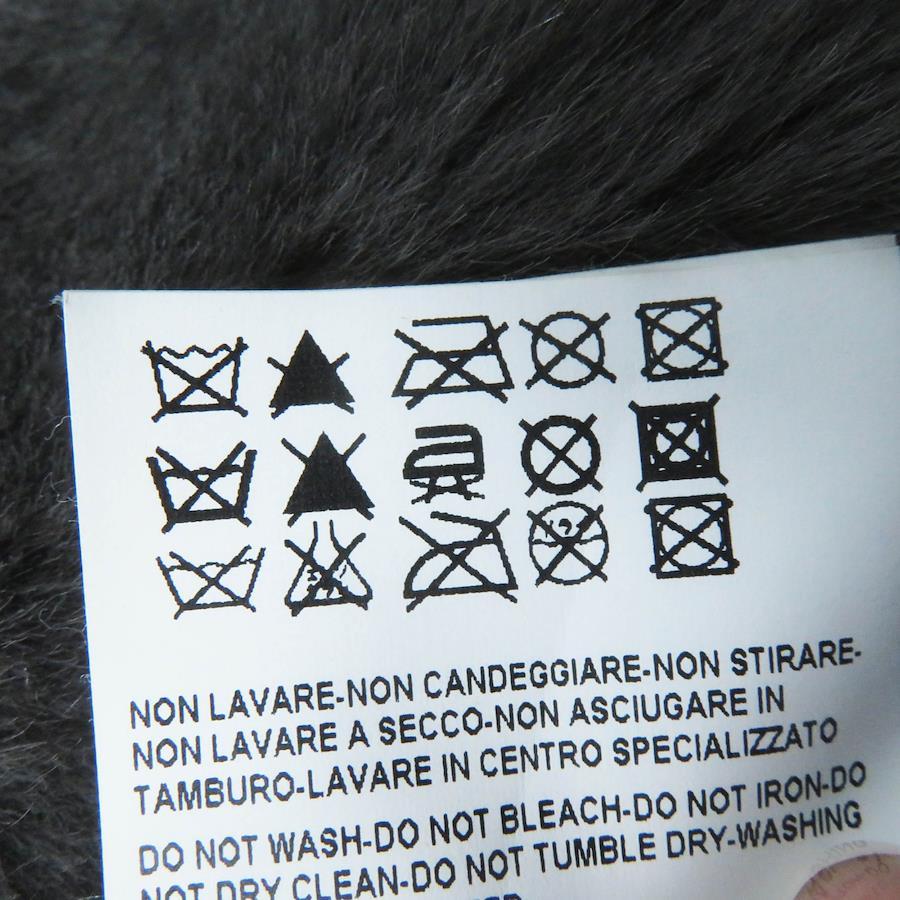 NON LAVARE-NON CANDEGGIARE-NON STIRARE-
NON LAVARE A SECCO-NON ASCIUGARE IN
TAMBURO-LAVARE IN CENTRO SPECIALIZZATO
DO NOT WASH-DO NOT BLEACH-DO NOT IRON-DO
NOT DRY CLEAN-DO NOT TUMBLE DRY-WASHING